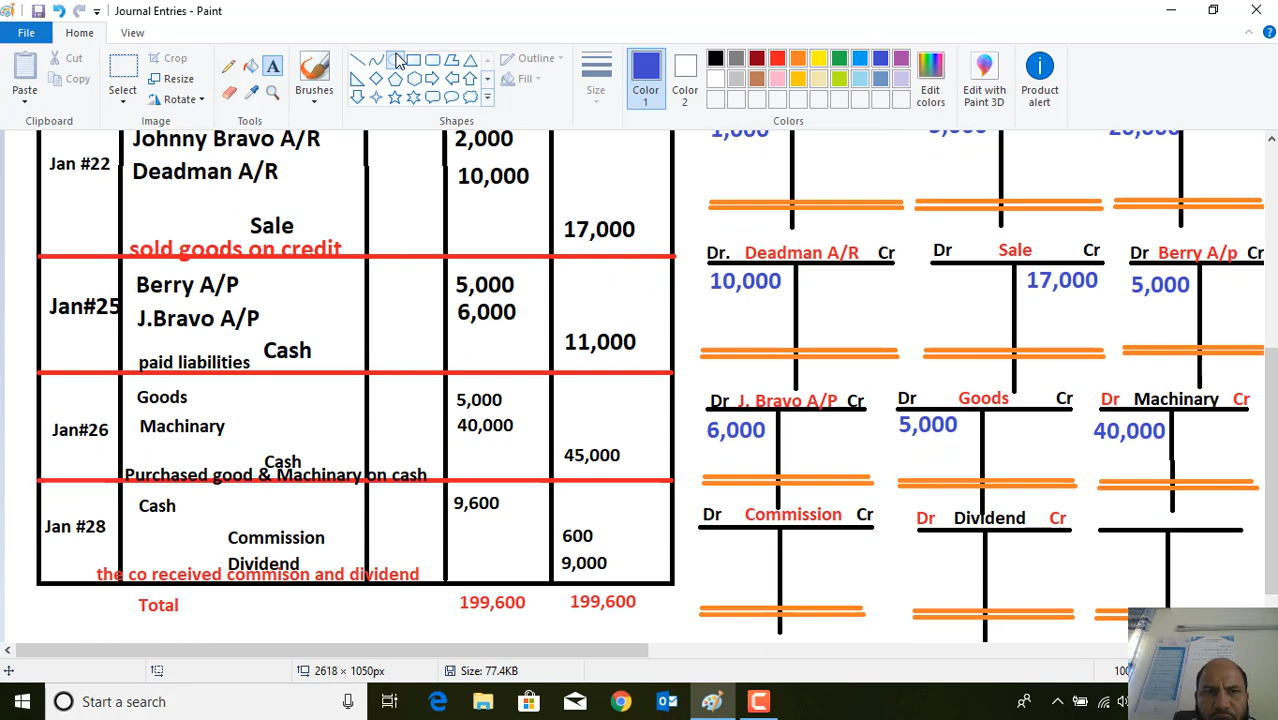 Journal Entries - Paint
File Home View
Paste
Cut
Copy
Clipboard
Select
Crop
Resize
Rotate
Image
A
Tools
Brushes
Shapes
Outline
Fill
Size
Color 1
Color 2
Edit colors
Colors
Edit with Paint 3D
Product alert
Johnny Bravo A/R 2,000
Jan #22
Deadman A/R 10,000
Sale 17,000
sold goods on credit
Berry A/P 5,000
Jan#25
J.Bravo A/P 6,000
Cash 11,000
paid liabilities
Goods 5,000
Machinary 40,000
Jan#26
Cash 45,000
Purchased good & Machinary on cash
Cash 9,600
Jan #28
Commission 600
Dividend 9,000
the co received commison and dividend
Total 199,600 199,600
1,000
Dr. Deadman A/R Cr
10,000
Dr Sale Cr
17,000
Dr Berry A/p Cr
5,000
Dr J. Bravo A/P Cr
6,000
Dr Goods Cr
5,000
Dr Machinary Cr
40,000
Dr Commission Cr
Dr Dividend Cr
2618 × 1050px
Size: 77.4KB
Start a search